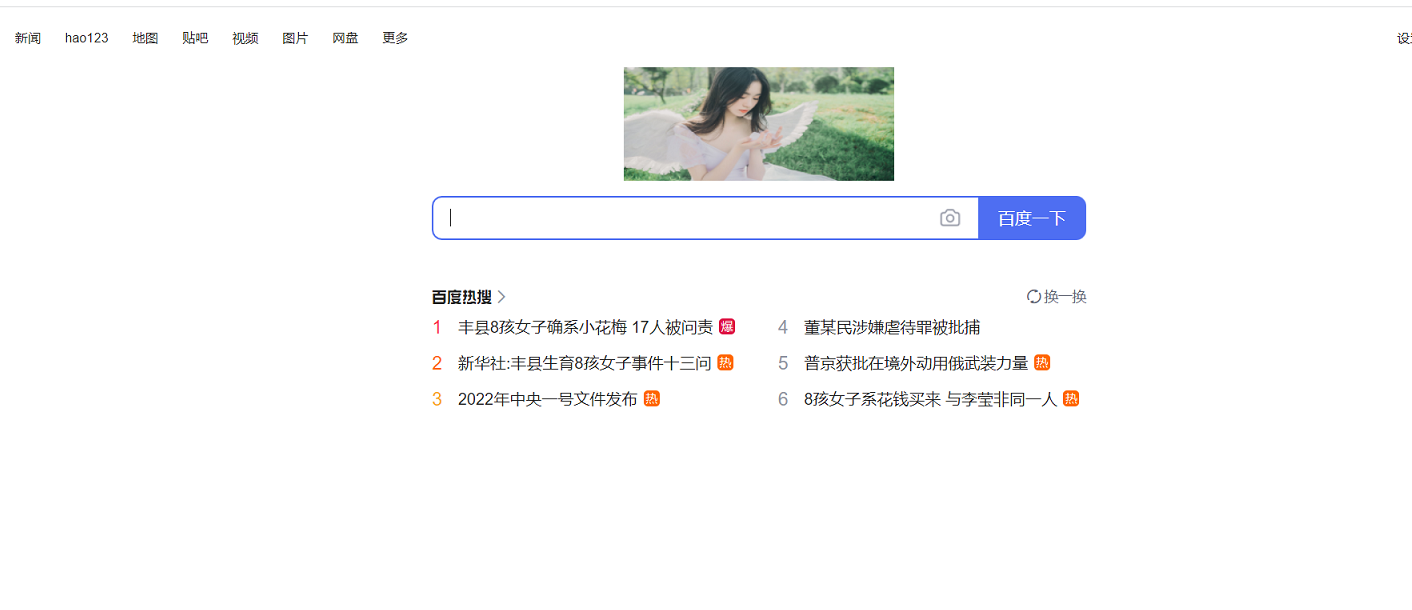 新闻 hao123 地图 贴吧 视频 图片 网盘 更多
百度一下
百度热搜 换一换
1 丰县8孩女子确系小花梅 17人被问责 爆
2 新华社:丰县生育8孩女子事件十三问 热
3 2022年中央一号文件发布 热
4 董某民涉嫌虐待罪被批捕
5 普京获批在境外动用俄武装力量 热
6 8孩女子系花钱买来 与李莹非同一人 热